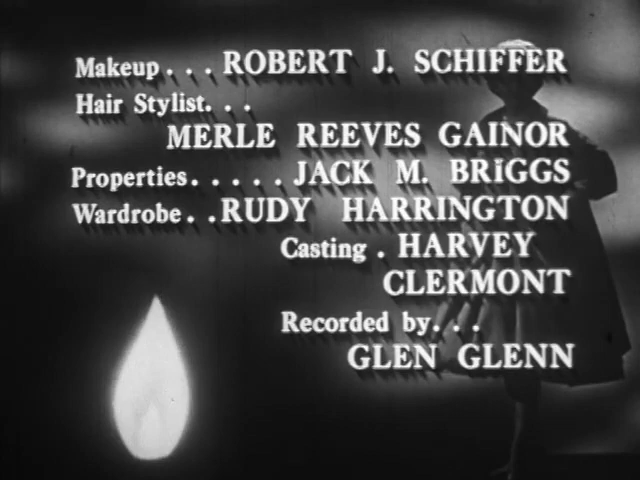 Makeup... ROBERT J. SCHIFFER
Hair Stylist...
MERLE REEVES GAINOR
Properties..... JACK M. BRIGGS
Wardrobe.. RUDY HARRINGTON
Casting . HARVEY
CLERMONT
Recorded by...
GLEN GLENN